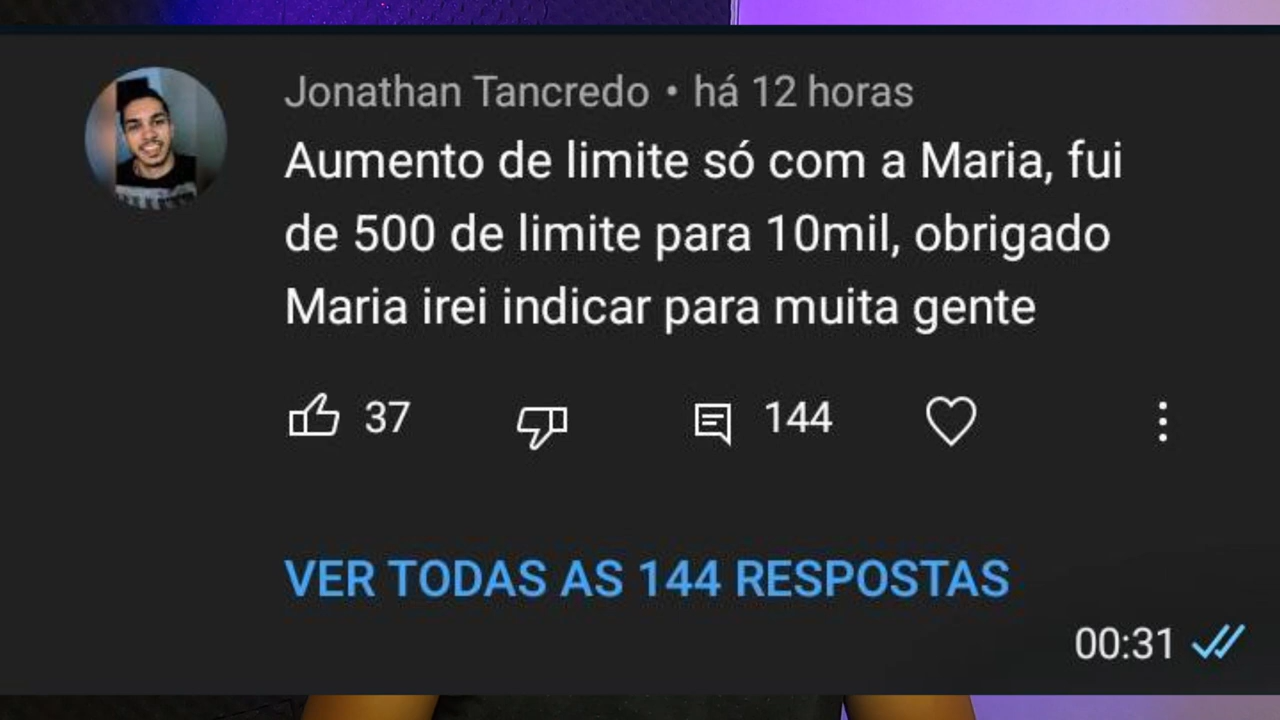 Jonathan Tancredo • há 12 horas
Aumento de limite só com a Maria, fui
de 500 de limite para 10mil, obrigado
Maria irei indicar para muita gente
37 144
VER TODAS AS 144 RESPOSTAS
00:31